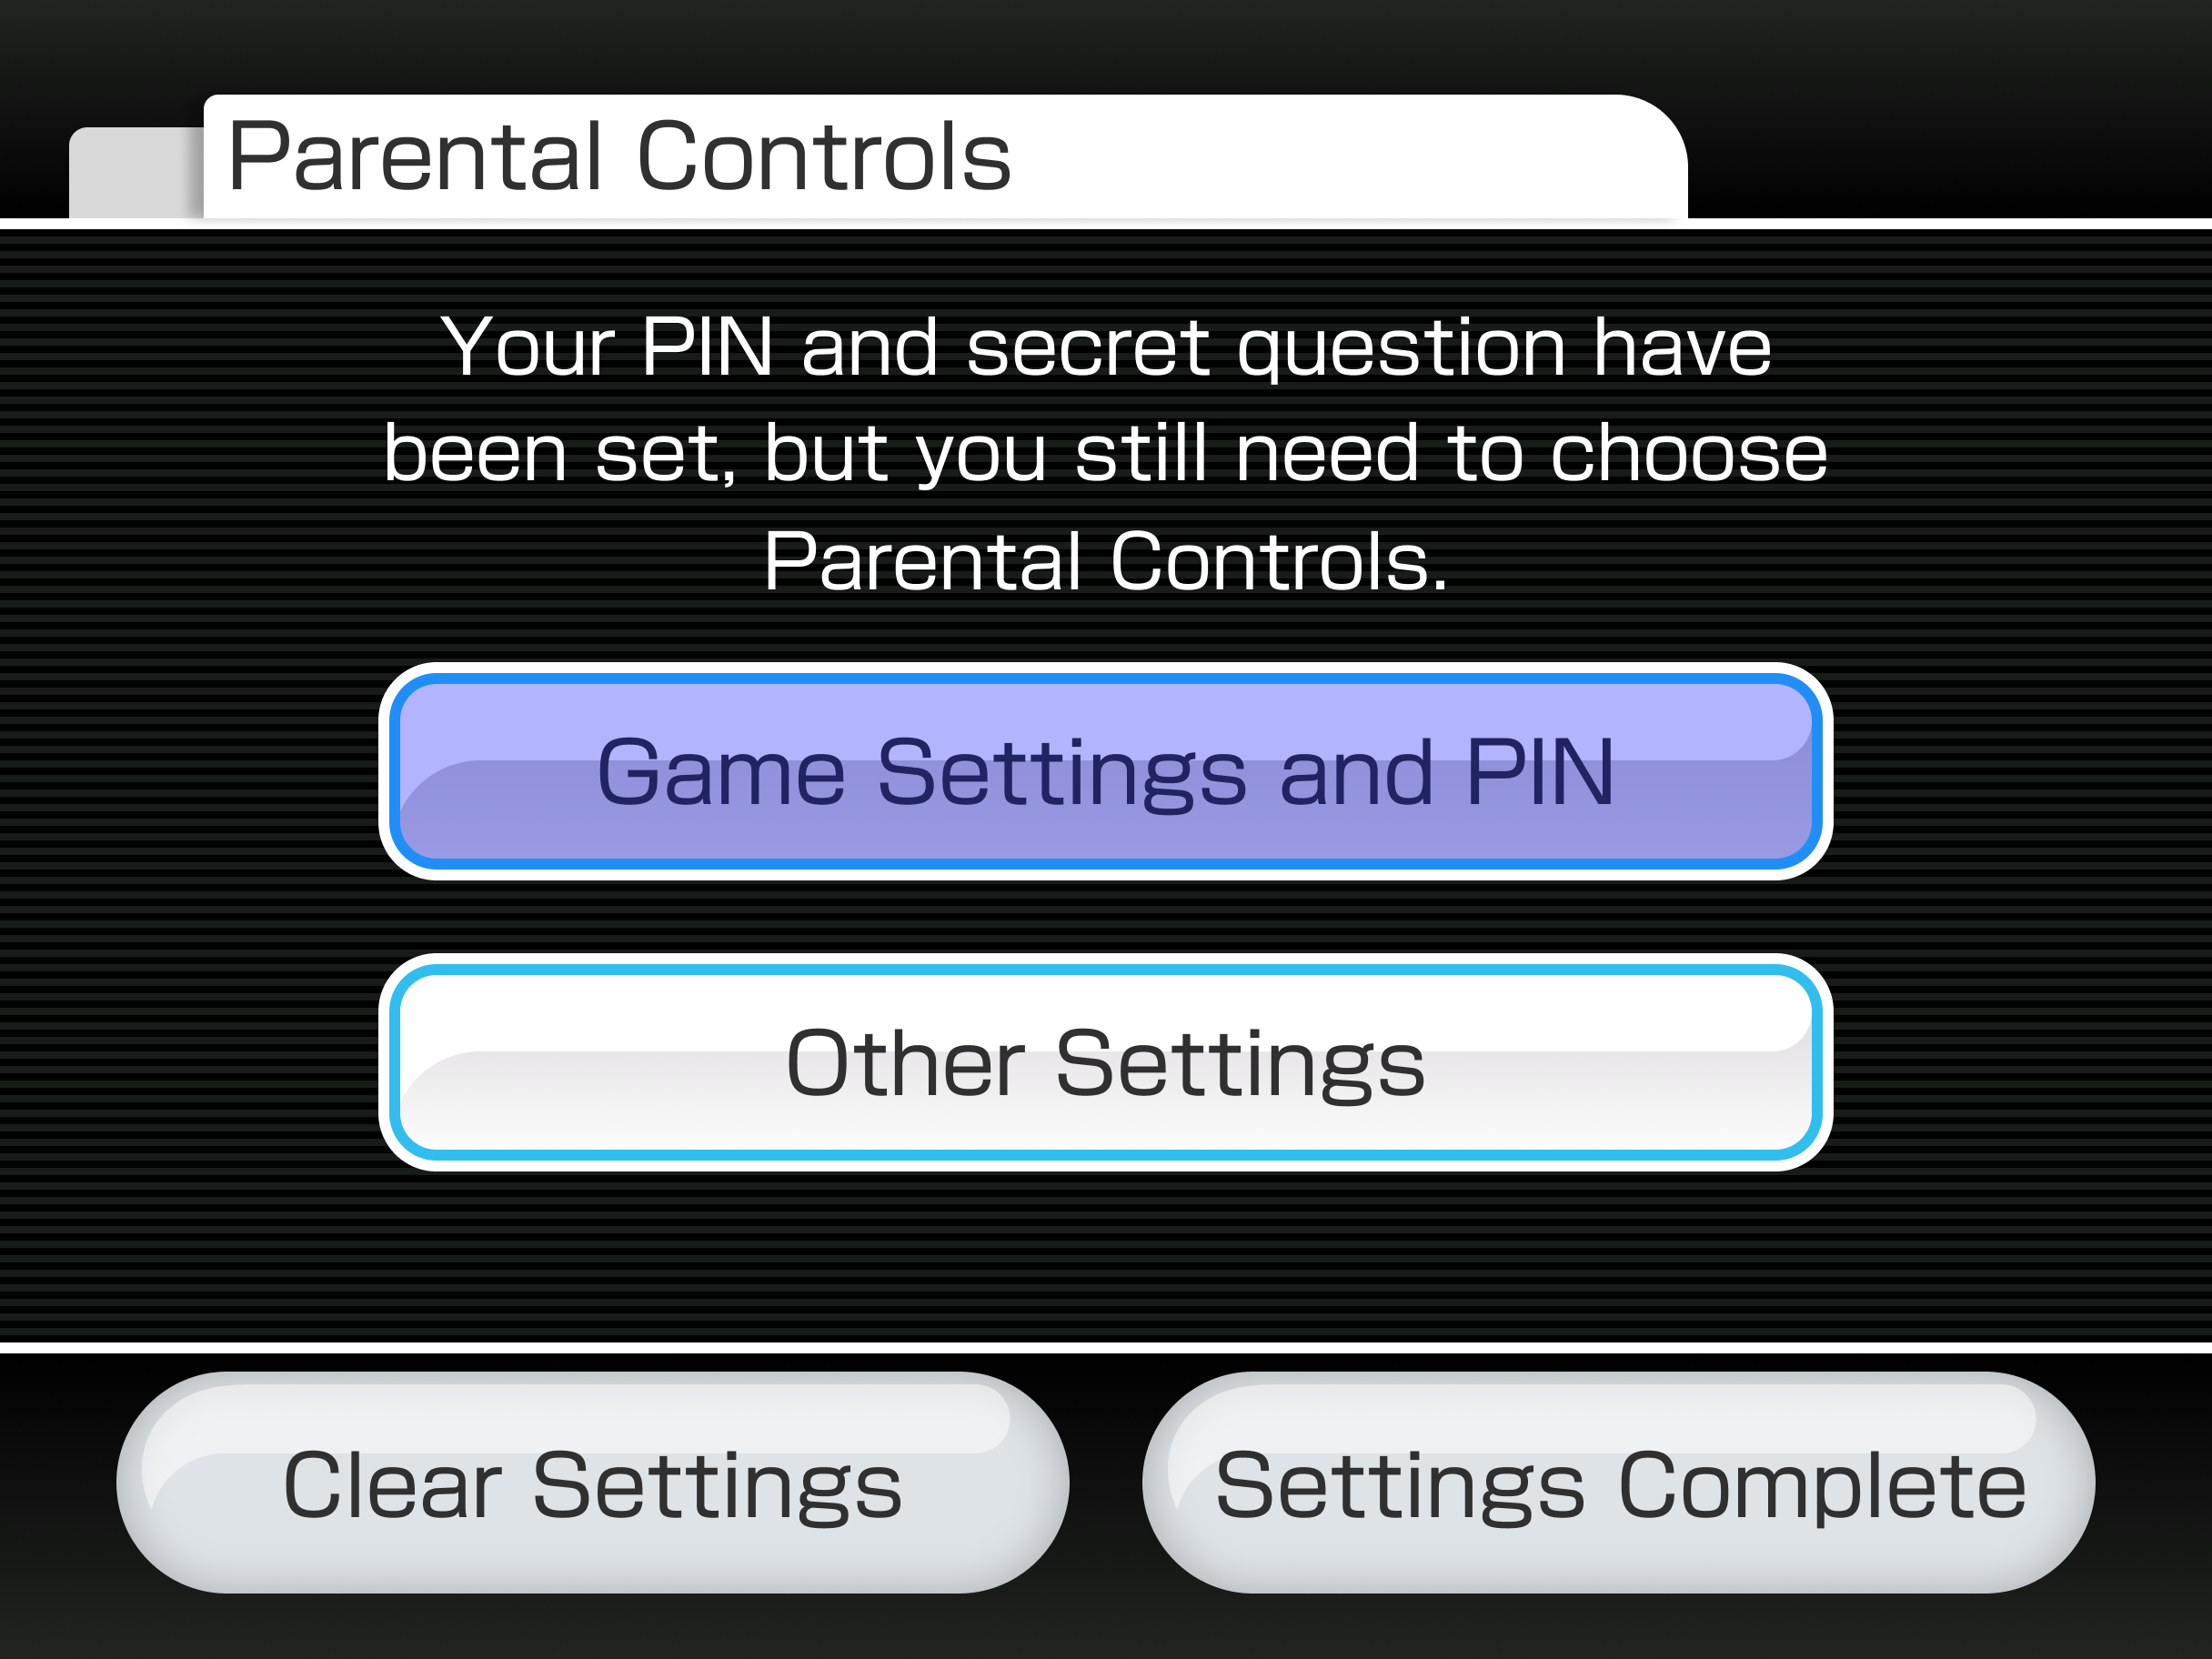 Parental Controls
Your PIN and secret question have
been set, but you still need to choose
Parental Controls.
Game Settings and PIN
Other Settings
Clear Settings
Settings Complete